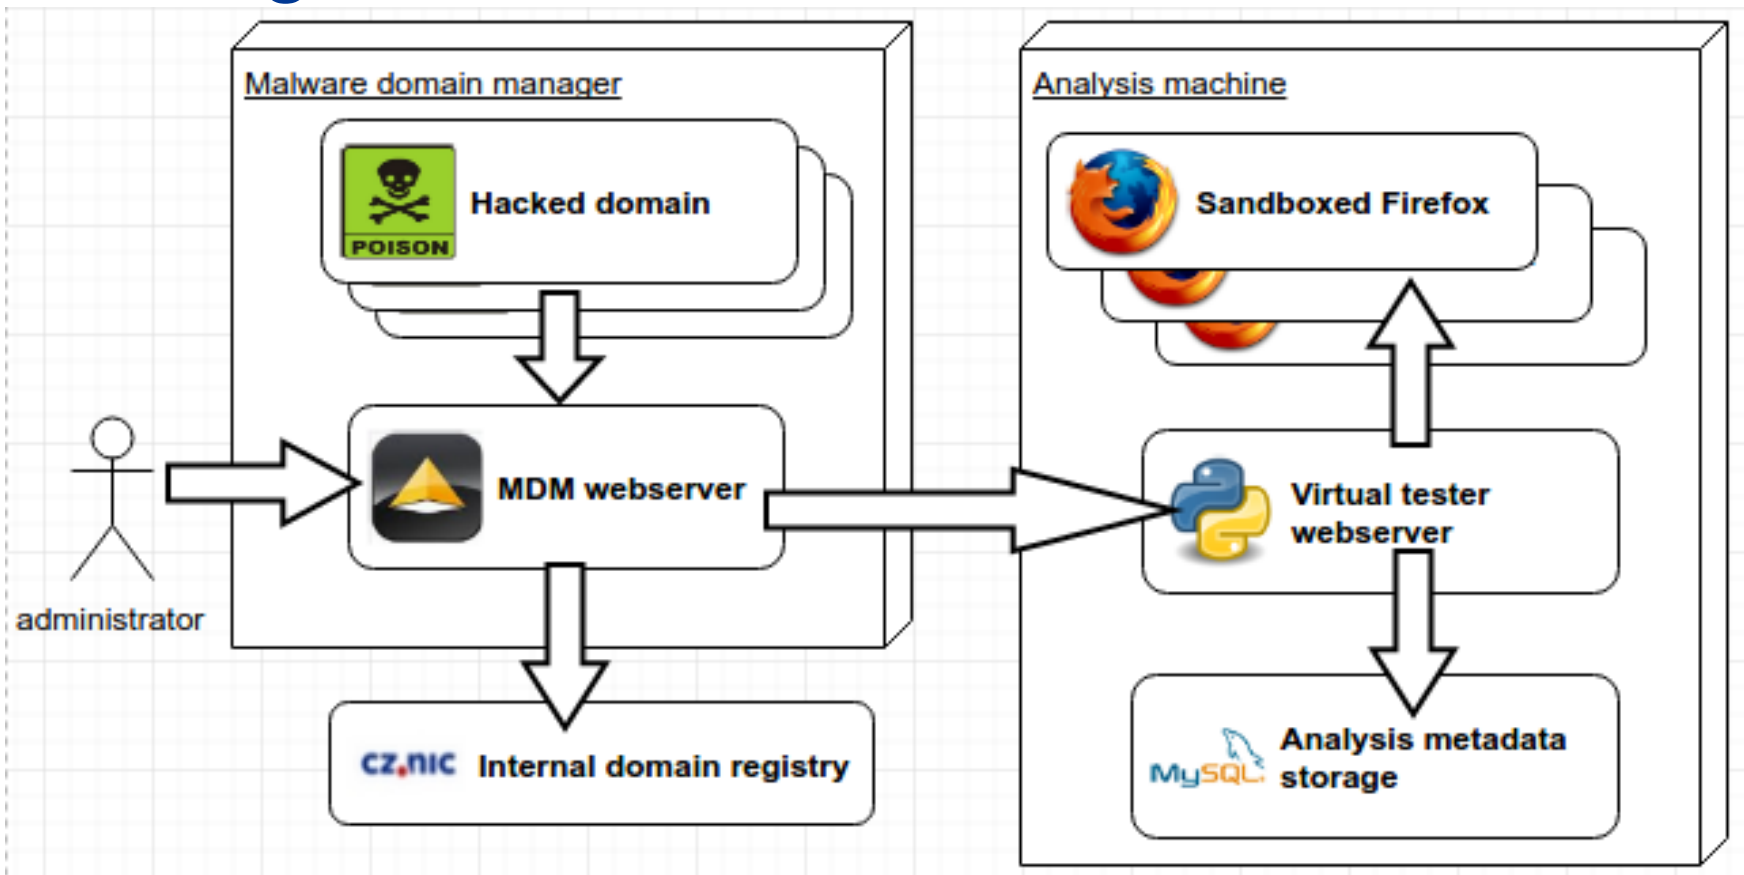 Malware domain manager
Analysis machine
POISON
Hacked domain
Sandboxed Firefox
MDM webserver
Virtual tester
webserver
administrator
cz.nic
Internal domain registry
MySQL
Analysis metadata
storage